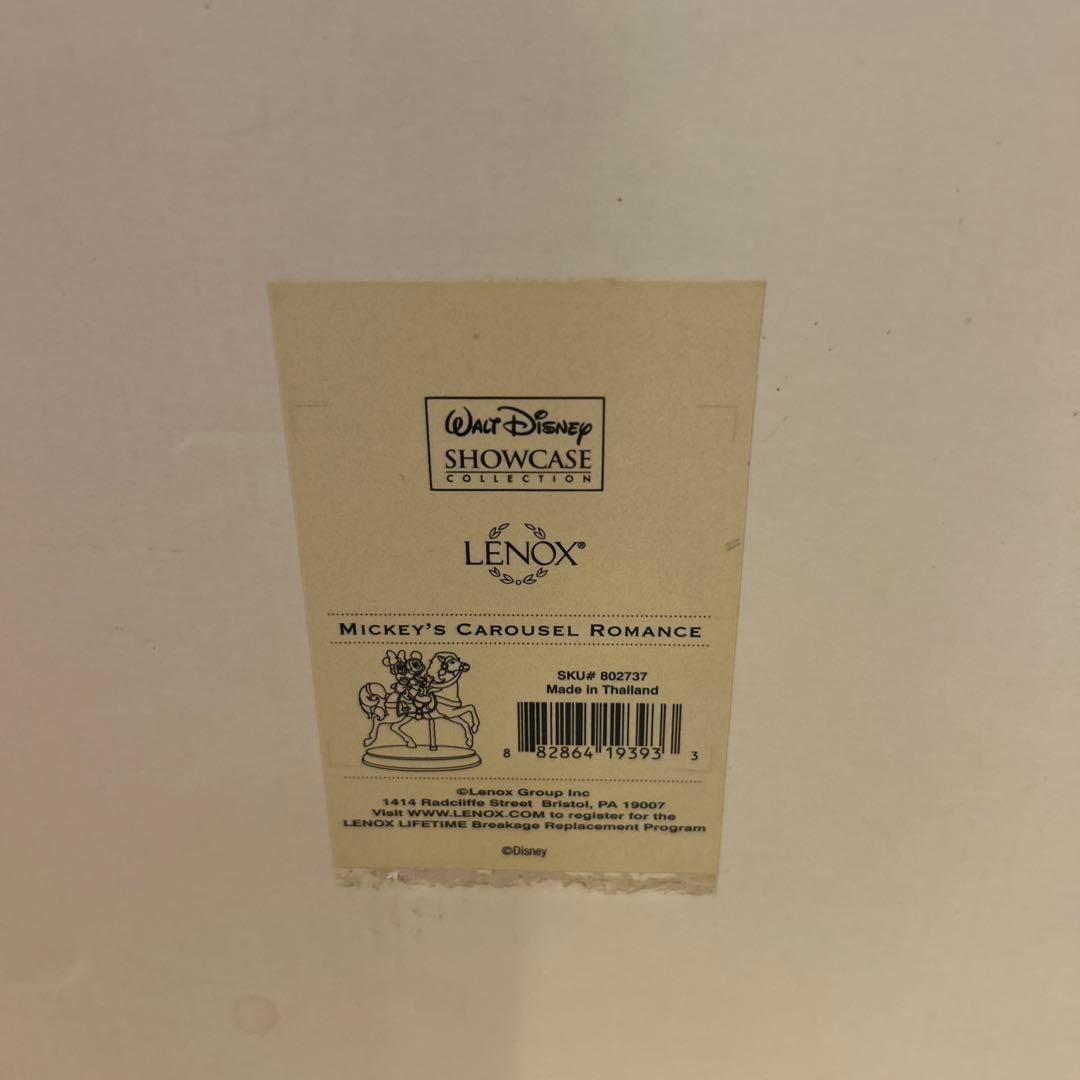 WALT DISNEY
SHOWCASE
COLLECTION
LENOX®
MICKEY'S CAROUSEL ROMANCE
SKU# 802737
Made in Thailand
8 82864 19393 3
©Lenox Group Inc
1414 Radcliffe Street Bristol, PA 19007
Visit WWW.LENOX.COM to register for the
LENOX LIFETIME Breakage Replacement Program
©Disney